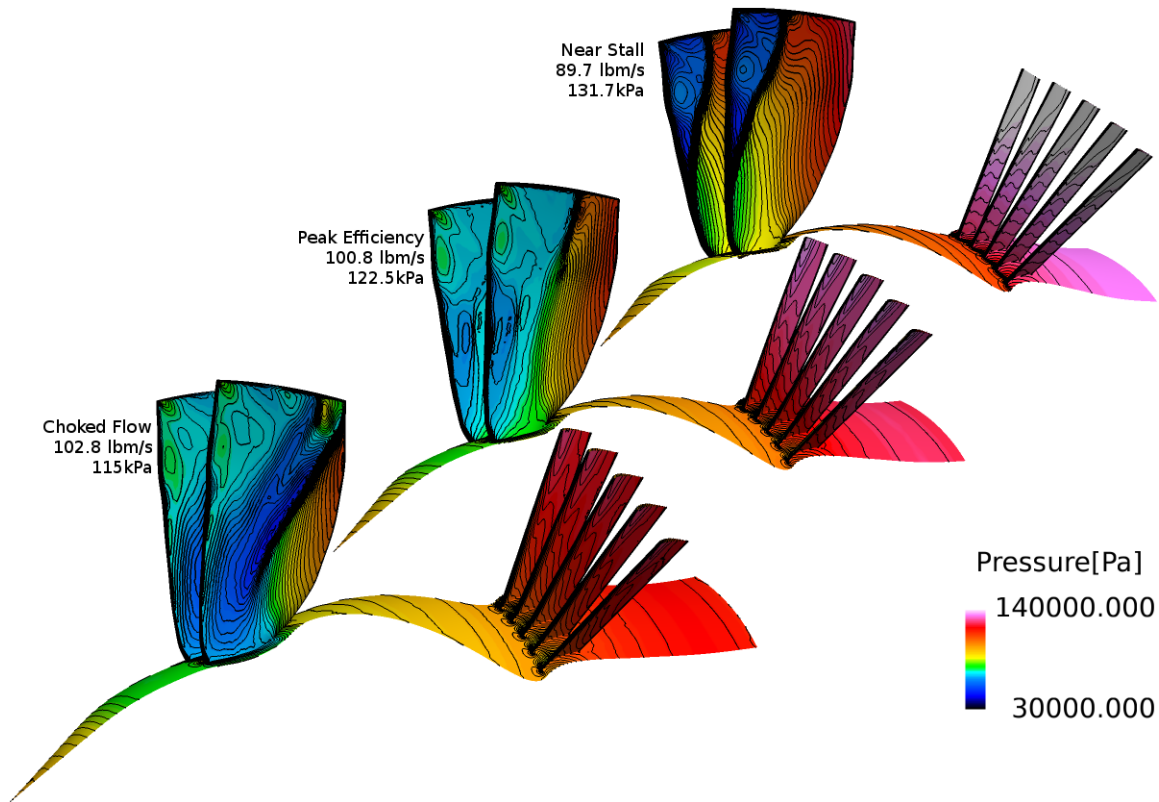 Near Stall
89.7 lbm/s
131.7kPa
Peak Efficiency
100.8 lbm/s
122.5kPa
Choked Flow
102.8 lbm/s
115kPa
Pressure[Pa]
140000.000
30000.000